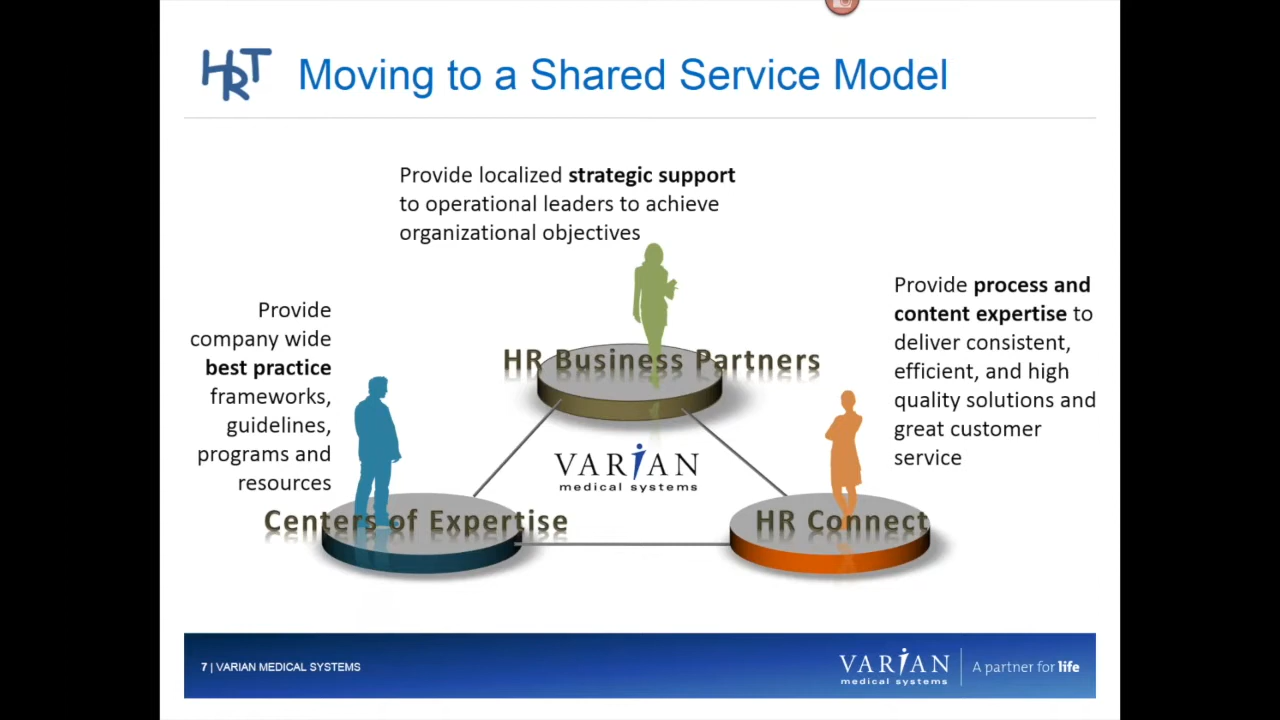 HRT
Moving to a Shared Service Model
Provide localized strategic support
to operational leaders to achieve
organizational objectives
Provide
company wide
best practice
frameworks,
guidelines,
programs and
resources
Provide process and
content expertise to
deliver consistent,
efficient, and high
quality solutions and
great customer
service
HR Business Partners
VARIAN
medical systems
Centers of Expertise
HR Connect
7 | VARIAN MEDICAL SYSTEMS
VARIAN
medical systems
A partner for life